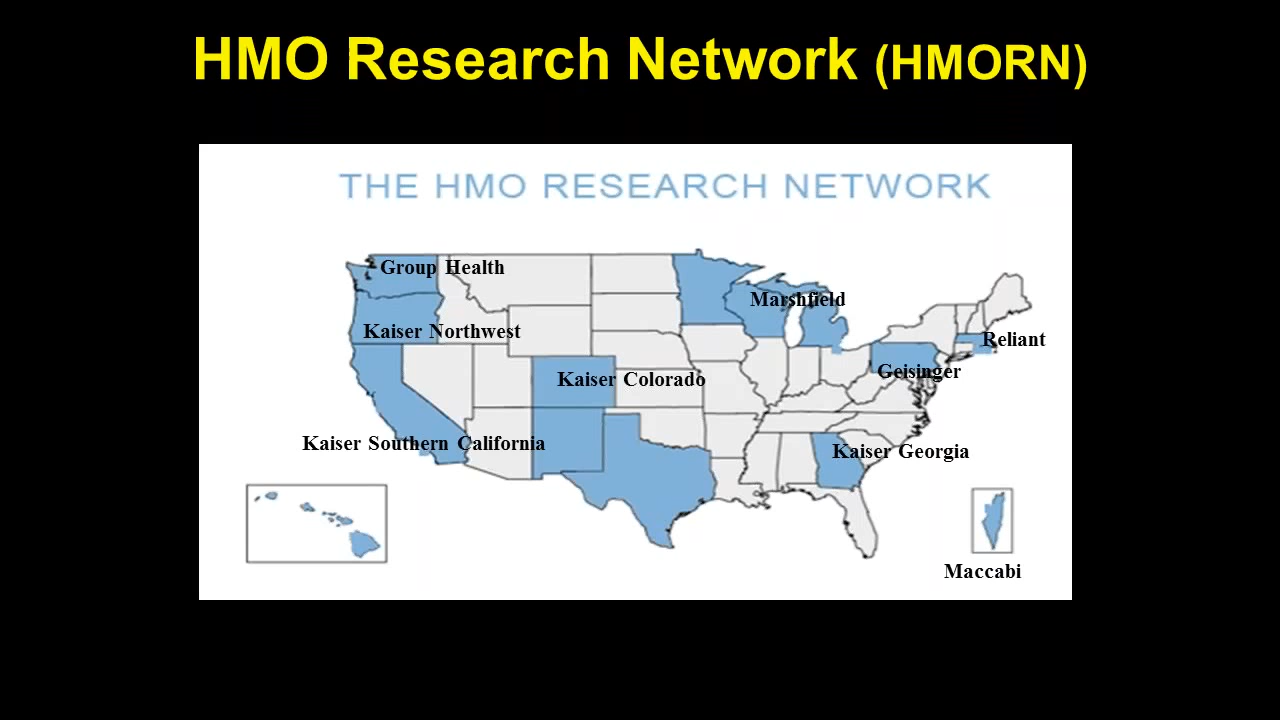 HMO Research Network (HMORN)
THE HMO RESEARCH NETWORK
Group Health
Marshfield
Kaiser Northwest
Reliant
Geisinger
Kaiser Colorado
Kaiser Southern California
Kaiser Georgia
Maccabi